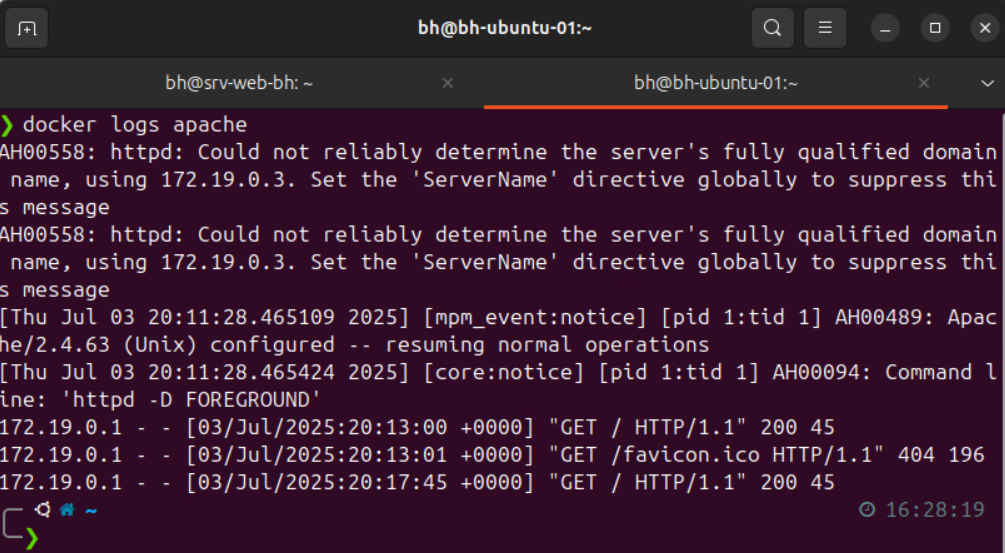 bh@bh-ubuntu-01:~
bh@srv-web-bh: ~
bh@bh-ubuntu-01:~
❯ docker logs apache
AH00558: httpd: Could not reliably determine the server's fully qualified domain
 name, using 172.19.0.3. Set the 'ServerName' directive globally to suppress thi
s message
AH00558: httpd: Could not reliably determine the server's fully qualified domain
 name, using 172.19.0.3. Set the 'ServerName' directive globally to suppress thi
s message
[Thu Jul 03 20:11:28.465109 2025] [mpm_event:notice] [pid 1:tid 1] AH00489: Apac
he/2.4.63 (Unix) configured -- resuming normal operations
[Thu Jul 03 20:11:28.465424 2025] [core:notice] [pid 1:tid 1] AH00094: Command l
ine: 'httpd -D FOREGROUND'
172.19.0.1 - - [03/Jul/2025:20:13:00 +0000] "GET / HTTP/1.1" 200 45
172.19.0.1 - - [03/Jul/2025:20:13:01 +0000] "GET /favicon.ico HTTP/1.1" 404 196
172.19.0.1 - - [03/Jul/2025:20:17:45 +0000] "GET / HTTP/1.1" 200 45
~ 16:28:19
❯